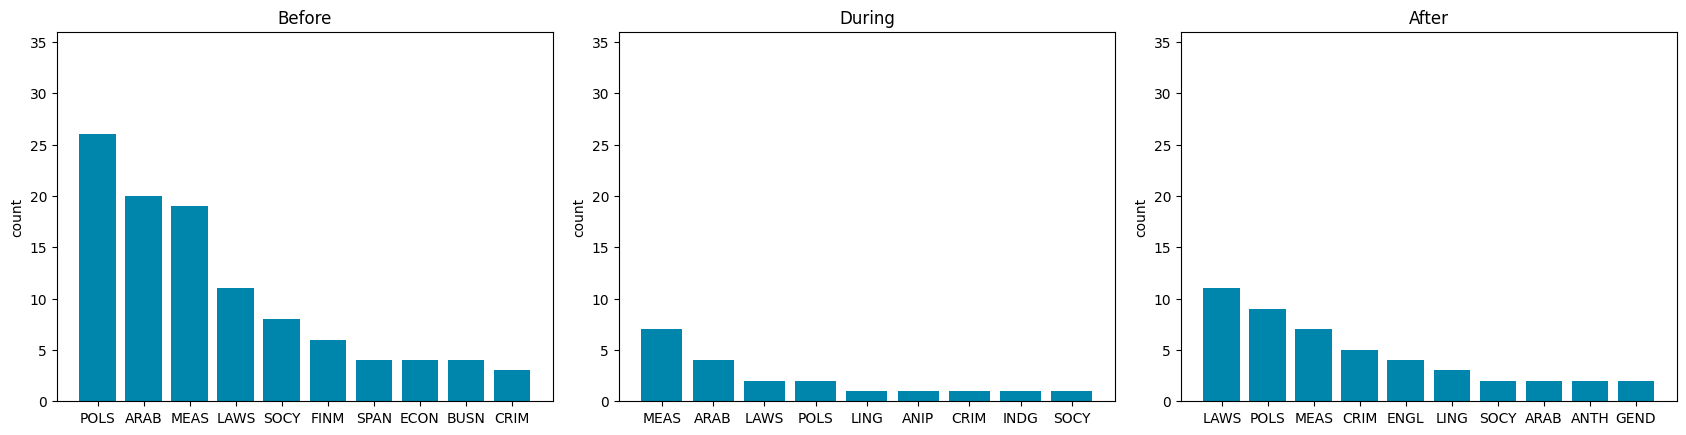 Before
35
30
25
20
15
10
5
0
count
POLS ARAB MEAS LAWS SOCY FINM SPAN ECON BUSN CRIM
During
35
30
25
20
15
10
5
0
count
MEAS ARAB LAWS POLS LING ANIP CRIM INDG SOCY
After
35
30
25
20
15
10
5
0
count
LAWS POLS MEAS CRIM ENGL LING SOCY ARAB ANTH GEND